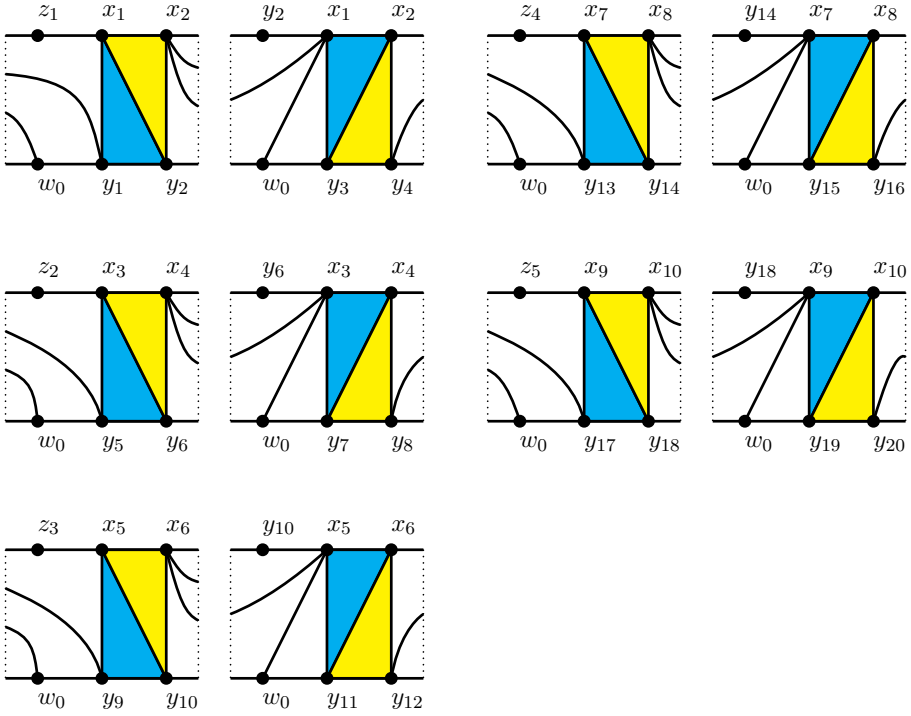 z₁ x₁ x₂ y₂ x₁ x₂ z₄ x₇ x₈ y₁₄ x₇ x₈
w₀ y₁ y₂ w₀ y₃ y₄ w₀ y₁₃ y₁₄ w₀ y₁₅ y₁₆
z₂ x₃ x₄ y₆ x₃ x₄ z₅ x₉ x₁₀ y₁₈ x₉ x₁₀
w₀ y₅ y₆ w₀ y₇ y₈ w₀ y₁₇ y₁₈ w₀ y₁₉ y₂₀
z₃ x₅ x₆ y₁₀ x₅ x₆
w₀ y₉ y₁₀ w₀ y₁₁ y₁₂